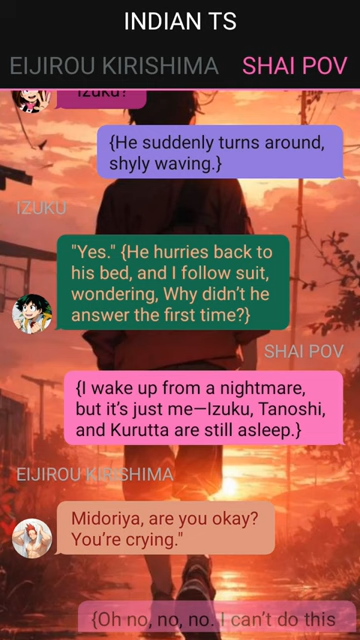 INDIAN TS
EIJIROU KIRISHIMA
SHAI POV
Izuku?
{He suddenly turns around,
shyly waving.}
IZUKU
"Yes." {He hurries back to
his bed, and I follow suit,
wondering, Why didn't he
answer the first time?}
SHAI POV
{I wake up from a nightmare,
but it's just me—Izuku, Tanoshi,
and Kurutta are still asleep.}
EIJIROU KIRISHIMA
Midoriya, are you okay?
You're crying."
{Oh no, no, no. I can't do this